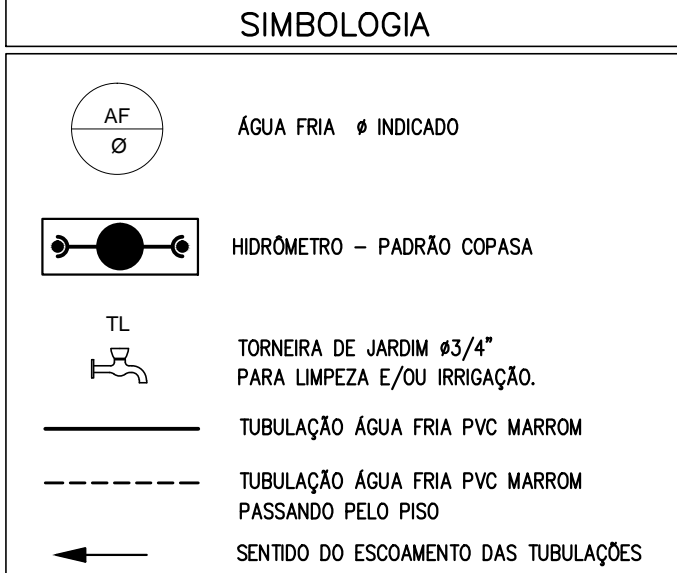 SIMBOLOGIA
AF
Ø
ÁGUA FRIA ø INDICADO
HIDRÔMETRO – PADRÃO COPASA
TL
TORNEIRA DE JARDIM ø3/4"
PARA LIMPEZA E/OU IRRIGAÇÃO.
TUBULAÇÃO ÁGUA FRIA PVC MARROM
TUBULAÇÃO ÁGUA FRIA PVC MARROM
PASSANDO PELO PISO
SENTIDO DO ESCOAMENTO DAS TUBULAÇÕES